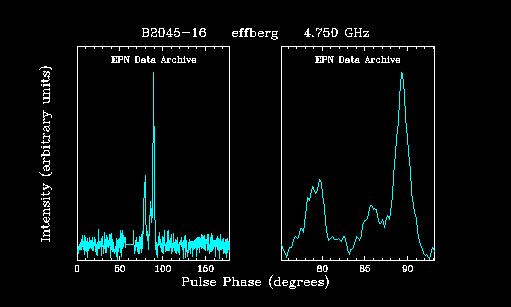 B2045-16 effberg 4.750 GHz
EPN Data Archive EPN Data Archive
Intensity (arbitrary units)
0 50 100 150 80 85 90
Pulse Phase (degrees)